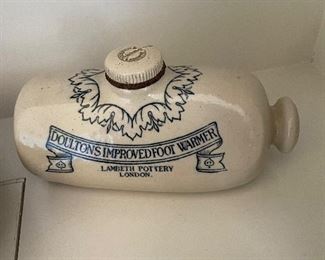 DOULTON'S IMPROVED FOOT WARMER
LAMBETH POTTERY
LONDON.